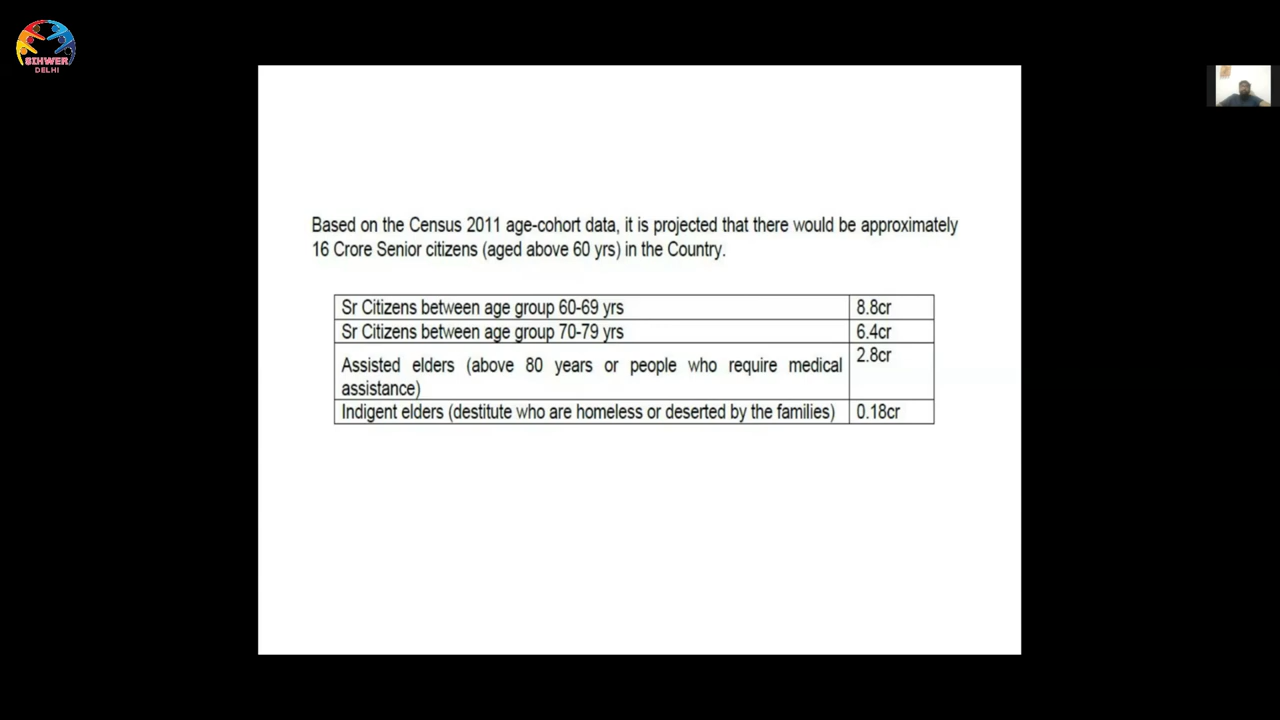 SIHWER
DELHI
Based on the Census 2011 age-cohort data, it is projected that there would be approximately
16 Crore Senior citizens (aged above 60 yrs) in the Country.
Sr Citizens between age group 60-69 yrs 8.8cr
Sr Citizens between age group 70-79 yrs 6.4cr
Assisted elders (above 80 years or people who require medical 2.8cr
assistance)
Indigent elders (destitute who are homeless or deserted by the families) 0.18cr